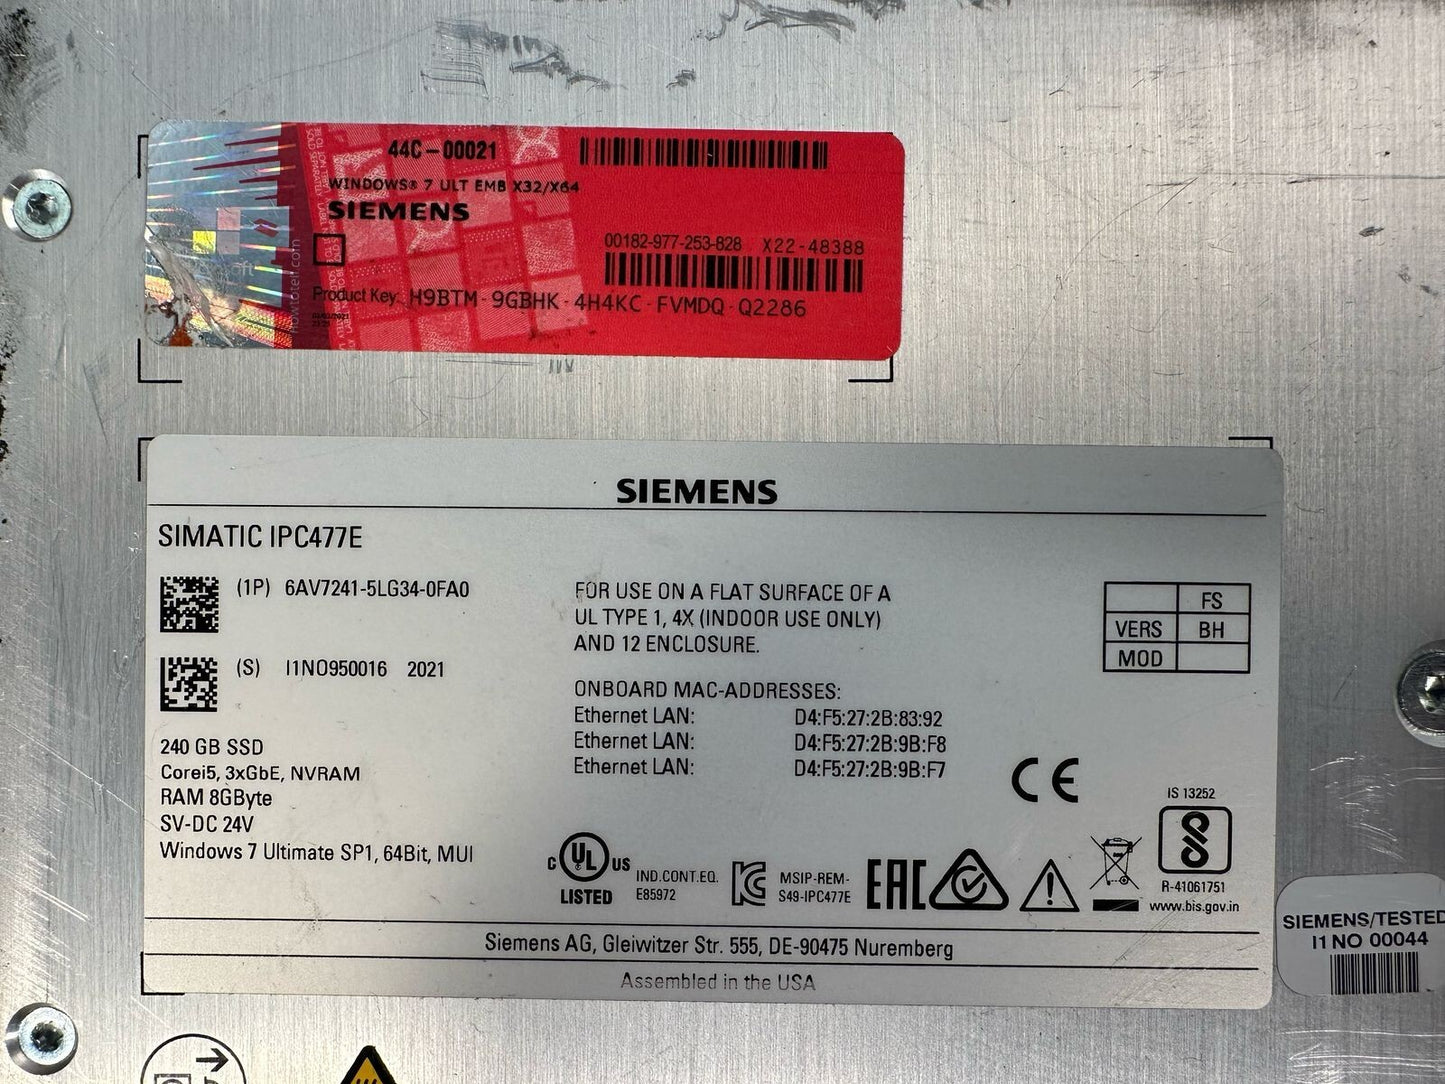 44C-00021
WINDOWS® 7 ULT EMB X32/X64
SIEMENS
00182-977-253-828 X22-48388
Product Key: H9BTM-9GBHK-4H4KC-FVMDQ-Q2286
howtotell.com
SIEMENS
SIMATIC IPC477E
(1P) 6AV7241-5LG34-0FA0
(S) I1NO950016 2021
240 GB SSD
Corei5, 3xGbE, NVRAM
RAM 8GByte
SV-DC 24V
Windows 7 Ultimate SP1, 64Bit, MUI
FOR USE ON A FLAT SURFACE OF A
UL TYPE 1, 4X (INDOOR USE ONLY)
AND 12 ENCLOSURE.
ONBOARD MAC-ADDRESSES:
Ethernet LAN: D4:F5:27:2B:83:92
Ethernet LAN: D4:F5:27:2B:9B:F8
Ethernet LAN: D4:F5:27:2B:9B:F7
FS
VERS BH
MOD
CE
IS 13252
R-41061751
www.bis.gov.in
C UL US
LISTED
IND.CONT.EQ.
E85972
MSIP-REM-
S49-IPC477E
EAC
Siemens AG, Gleiwitzer Str. 555, DE-90475 Nuremberg
Assembled in the USA
SIEMENS/TESTED
I1 NO 00044